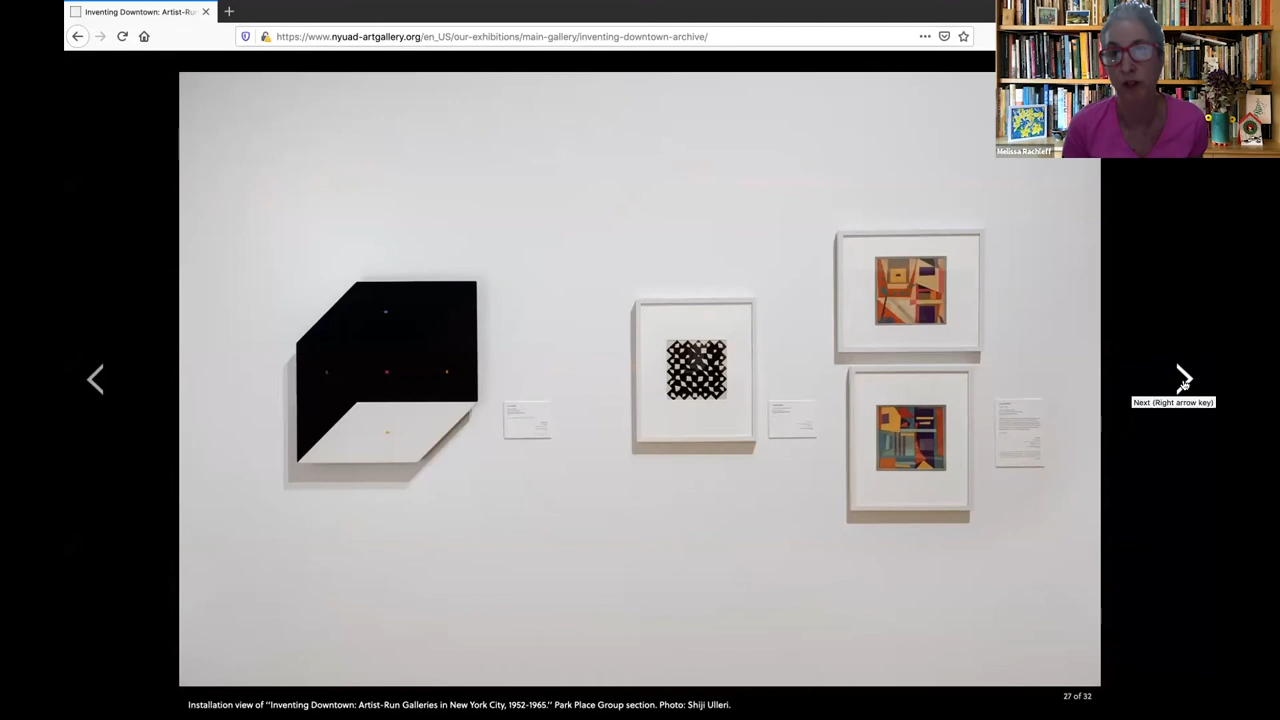 Inventing Downtown: Artist-Ru
https://www.nyuad-artgallery.org/en_US/our-exhibitions/main-gallery/inventing-downtown-archive/
Melissa Rachleff
Next (Right arrow key)
27 of 32
Installation view of "Inventing Downtown: Artist-Run Galleries in New York City, 1952-1965." Park Place Group section. Photo: Shiji Ulleri.